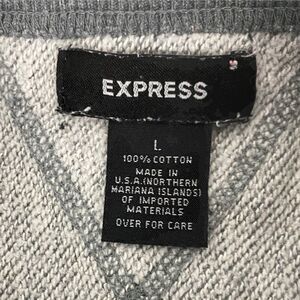 EXPRESS
L
100% COTTON
MADE IN
U.S.A.(NORTHERN
MARIANA ISLANDS)
OF IMPORTED
MATERIALS
OVER FOR CARE